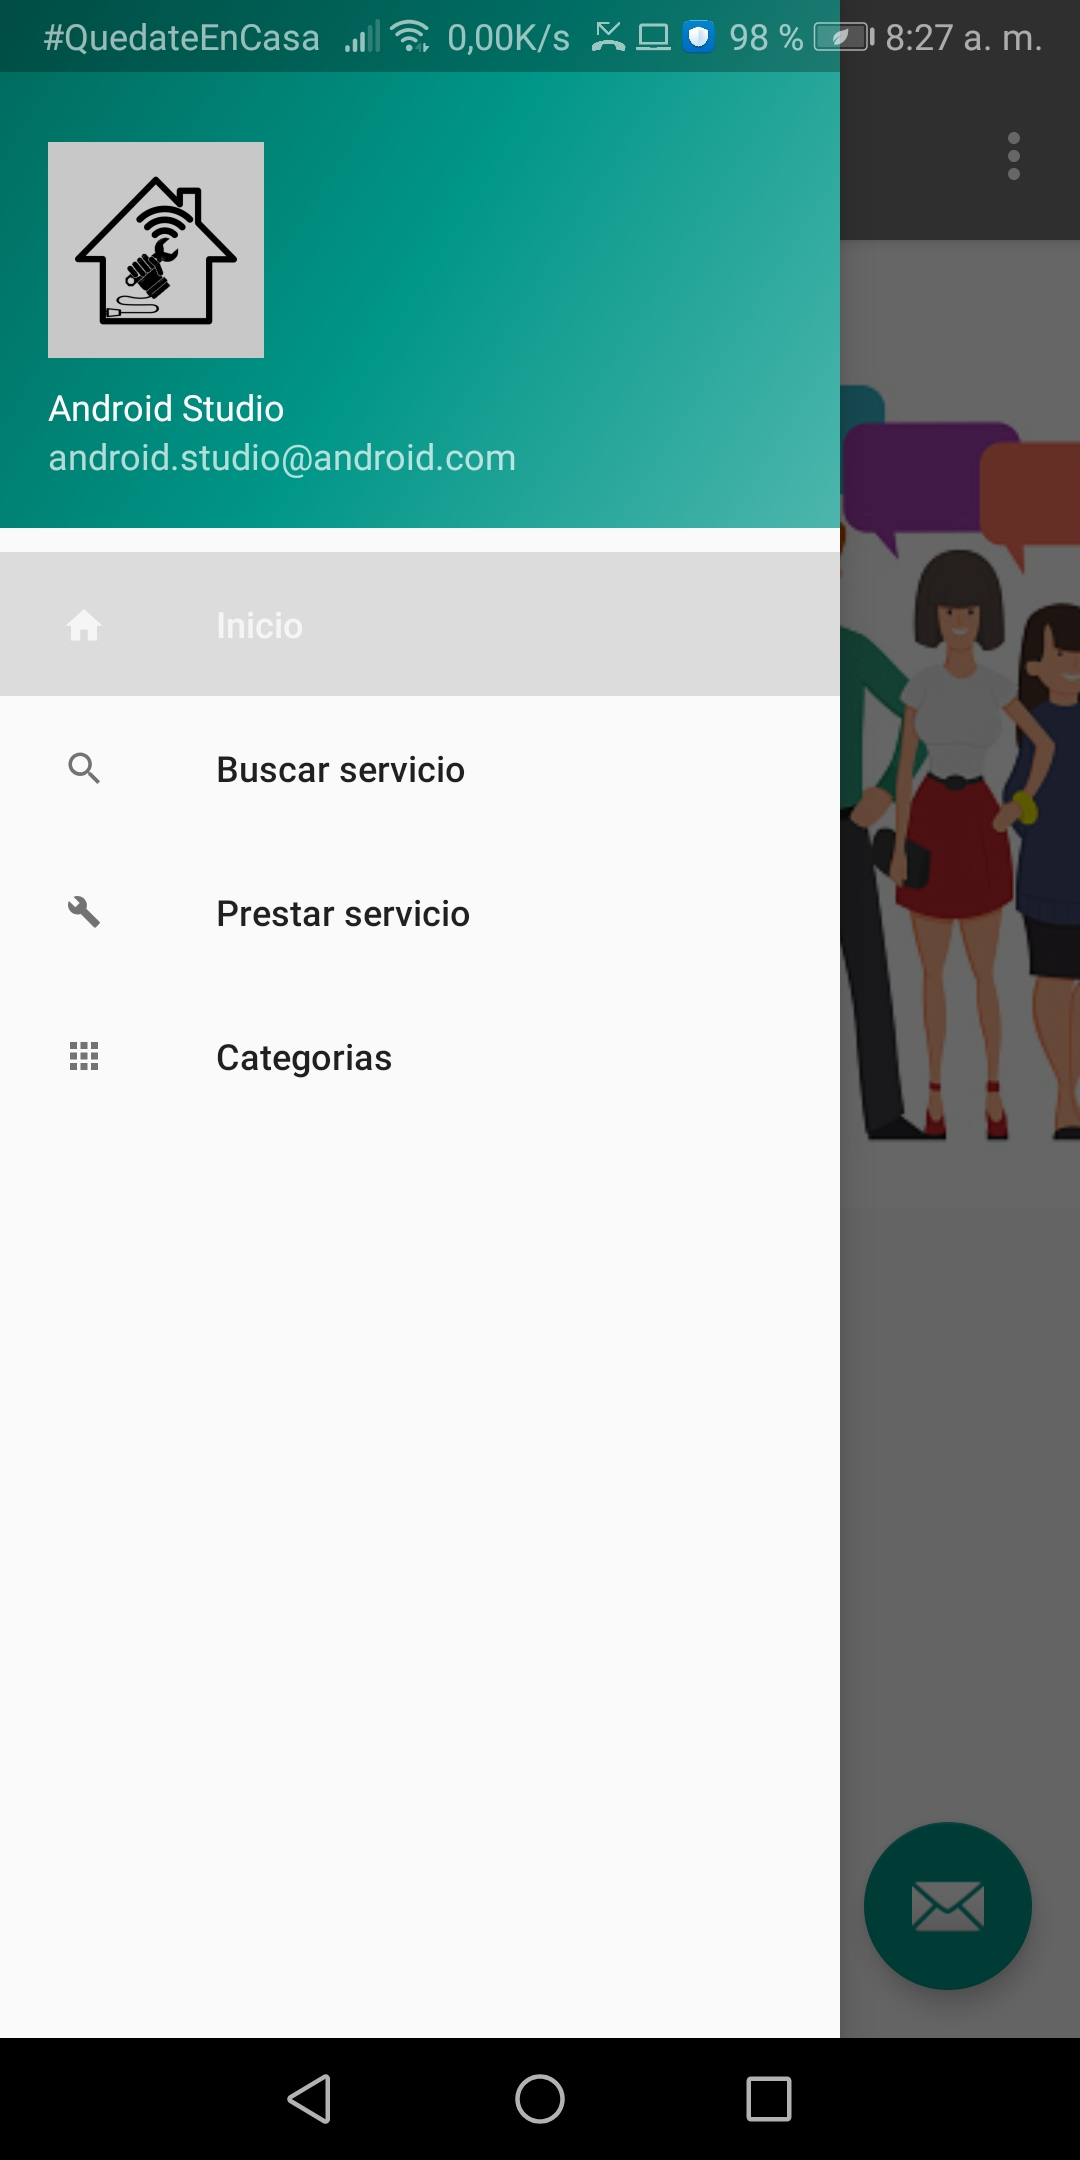 #QuedateEnCasa 0,00K/s 98 % 8:27 a. m.
Android Studio
android.studio@android.com
Inicio
Buscar servicio
Prestar servicio
Categorias